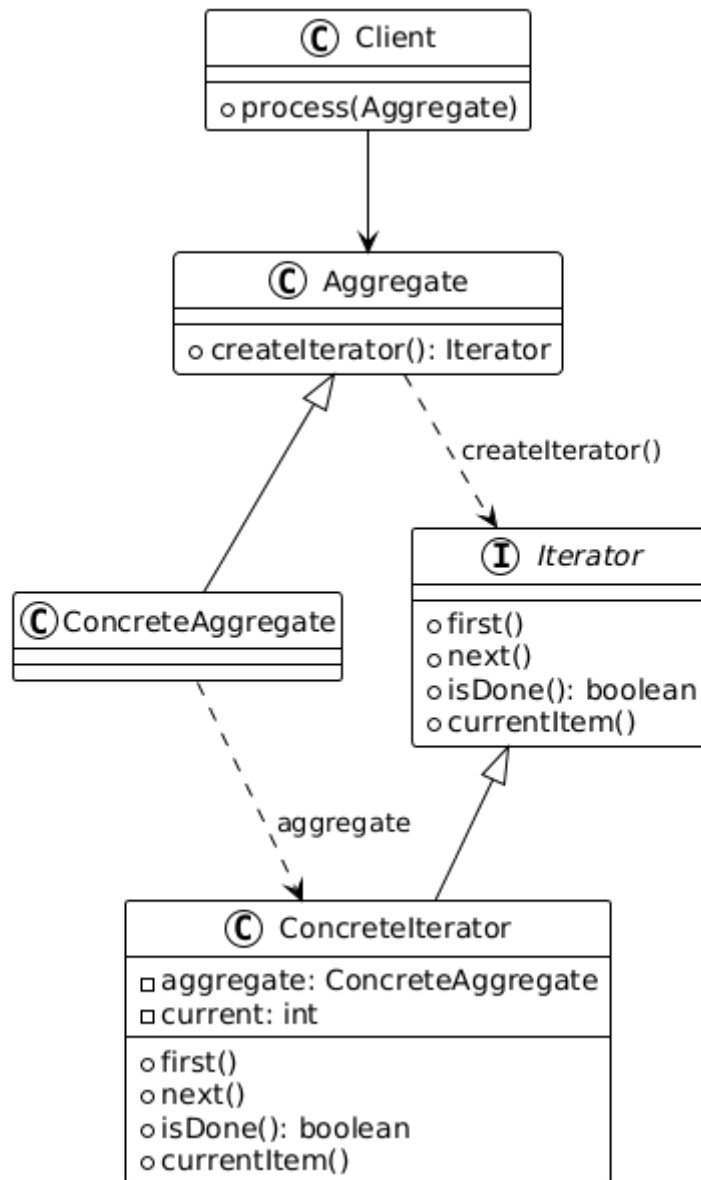 C Client
process(Aggregate)
C Aggregate
createIterator(): Iterator
createIterator()
I Iterator
first()
next()
isDone(): boolean
currentItem()
C ConcreteAggregate
aggregate
C ConcreteIterator
aggregate: ConcreteAggregate
current: int
first()
next()
isDone(): boolean
currentItem()